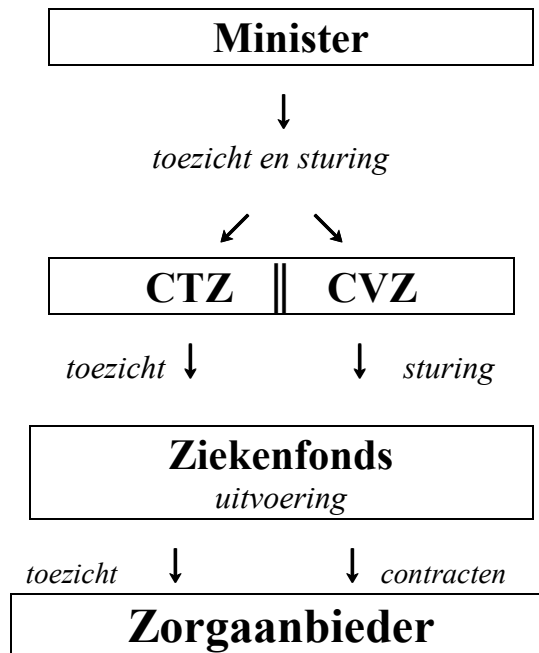 Minister
toezicht en sturing
CTZ || CVZ
toezicht sturing
Ziekenfonds
uitvoering
toezicht contracten
Zorgaanbieder